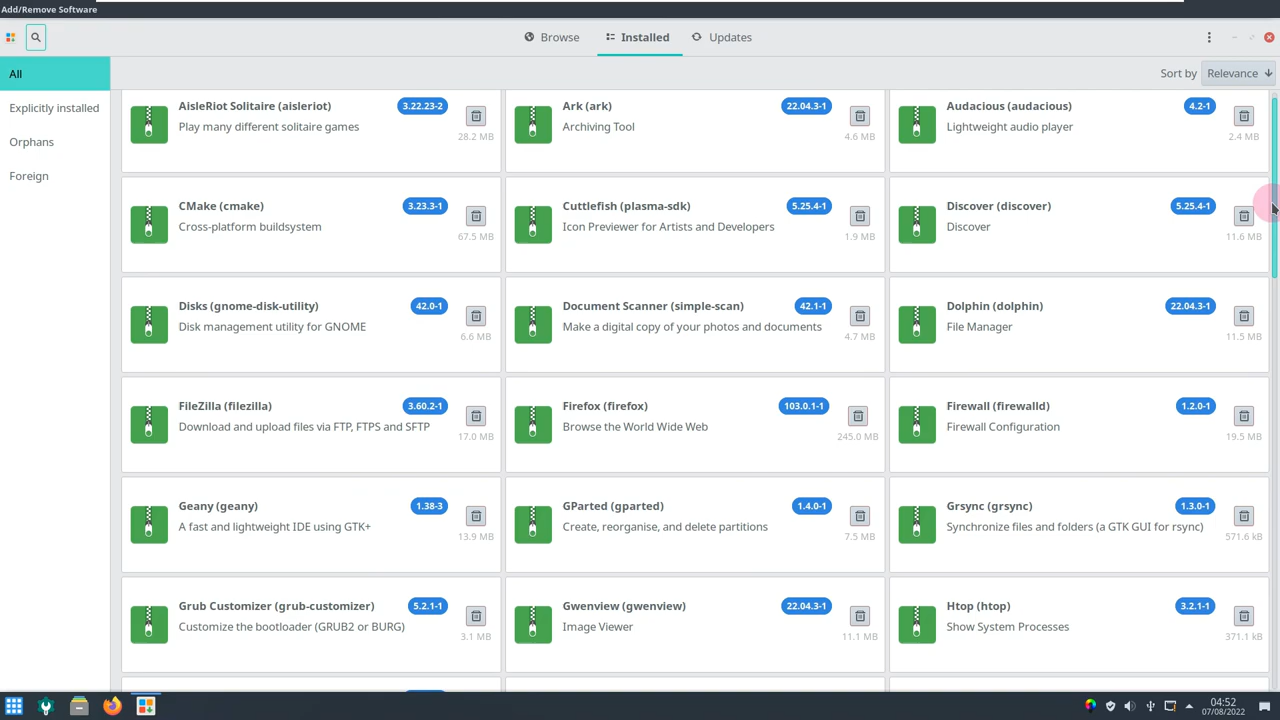 Add/Remove Software
Browse
Installed
Updates
All
Sort by
Relevance
Explicitly installed
Orphans
Foreign
AisleRiot Solitaire (aisleriot)
3.22.23-2
Play many different solitaire games
28.2 MB
Ark (ark)
22.04.3-1
Archiving Tool
4.6 MB
Audacious (audacious)
4.2-1
Lightweight audio player
2.4 MB
CMake (cmake)
3.23.3-1
Cross-platform buildsystem
67.5 MB
Cuttlefish (plasma-sdk)
5.25.4-1
Icon Previewer for Artists and Developers
1.9 MB
Discover (discover)
5.25.4-1
Discover
11.6 MB
Disks (gnome-disk-utility)
42.0-1
Disk management utility for GNOME
6.6 MB
Document Scanner (simple-scan)
42.1-1
Make a digital copy of your photos and documents
4.7 MB
Dolphin (dolphin)
22.04.3-1
File Manager
11.5 MB
FileZilla (filezilla)
3.60.2-1
Download and upload files via FTP, FTPS and SFTP
17.0 MB
Firefox (firefox)
103.0.1-1
Browse the World Wide Web
245.0 MB
Firewall (firewalld)
1.2.0-1
Firewall Configuration
19.5 MB
Geany (geany)
1.38-3
A fast and lightweight IDE using GTK+
13.9 MB
GParted (gparted)
1.4.0-1
Create, reorganise, and delete partitions
7.5 MB
Grsync (grsync)
1.3.0-1
Synchronize files and folders (a GTK GUI for rsync)
571.6 kB
Grub Customizer (grub-customizer)
5.2.1-1
Customize the bootloader (GRUB2 or BURG)
3.1 MB
Gwenview (gwenview)
22.04.3-1
Image Viewer
11.1 MB
Htop (htop)
3.2.1-1
Show System Processes
371.1 kB
04:52
07/08/2022